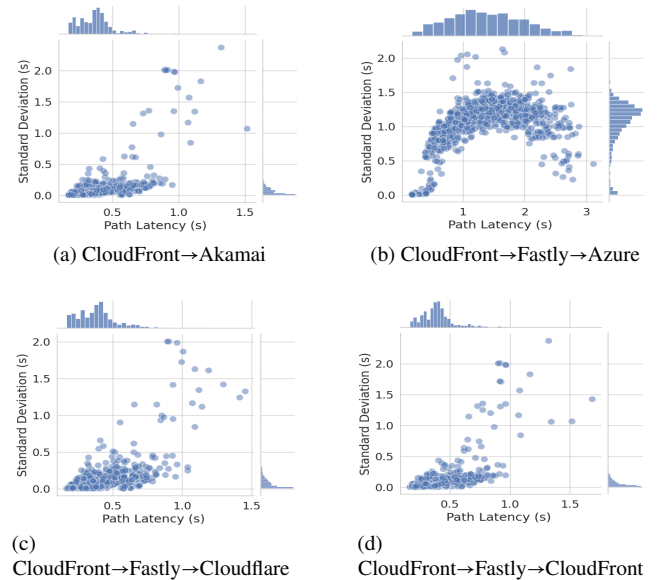 2.0
1.5
1.0
0.5
0.0
Standard Deviation (s)
0.5 1.0 1.5
Path Latency (s)
(a) CloudFront→Akamai
2.0
1.5
1.0
0.5
0.0
Standard Deviation (s)
1 2 3
Path Latency (s)
(b) CloudFront→Fastly→Azure
2.0
1.5
1.0
0.5
0.0
Standard Deviation (s)
0.5 1.0 1.5
Path Latency (s)
(c)
CloudFront→Fastly→Cloudflare
2.0
1.5
1.0
0.5
0.0
Standard Deviation (s)
0.5 1.0 1.5
Path Latency (s)
(d)
CloudFront→Fastly→CloudFront